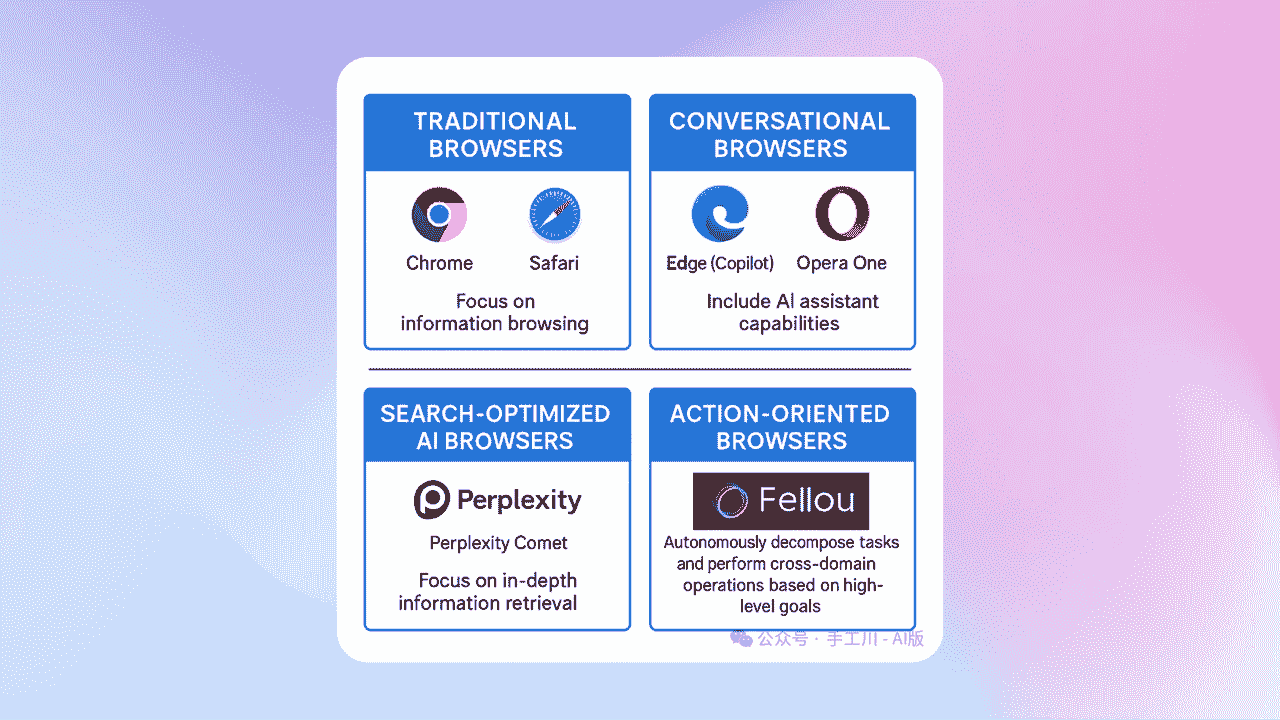 TRADITIONAL
BROWSERS
Chrome
Safari
Focus on
information browsing
CONVERSATIONAL
BROWSERS
Edge (Copilot)
Opera One
Include AI assistant
capabilities
SEARCH-OPTIMIZED
AI BROWSERS
Perplexity
Perplexity Comet
Focus on in-depth
information retrieval
ACTION-ORIENTED
BROWSERS
Fellou
Autonomously decompose tasks
and perform cross-domain
operations based on high-
level goals
公众号 · 手工川 - AI版